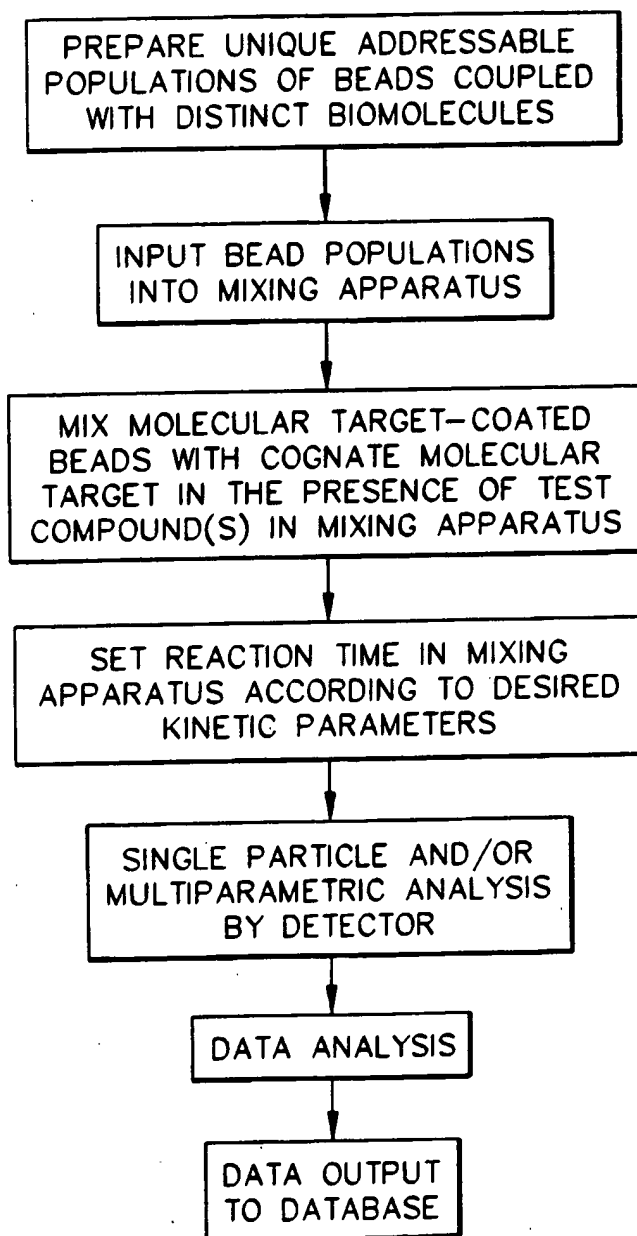 PREPARE UNIQUE ADDRESSABLE
POPULATIONS OF BEADS COUPLED
WITH DISTINCT BIOMOLECULES
INPUT BEAD POPULATIONS
INTO MIXING APPARATUS
MIX MOLECULAR TARGET-COATED
BEADS WITH COGNATE MOLECULAR
TARGET IN THE PRESENCE OF TEST
COMPOUND(S) IN MIXING APPARATUS
SET REACTION TIME IN MIXING
APPARATUS ACCORDING TO DESIRED
KINETIC PARAMETERS
SINGLE PARTICLE AND/OR
MULTIPARAMETRIC ANALYSIS
BY DETECTOR
DATA ANALYSIS
DATA OUTPUT
TO DATABASE